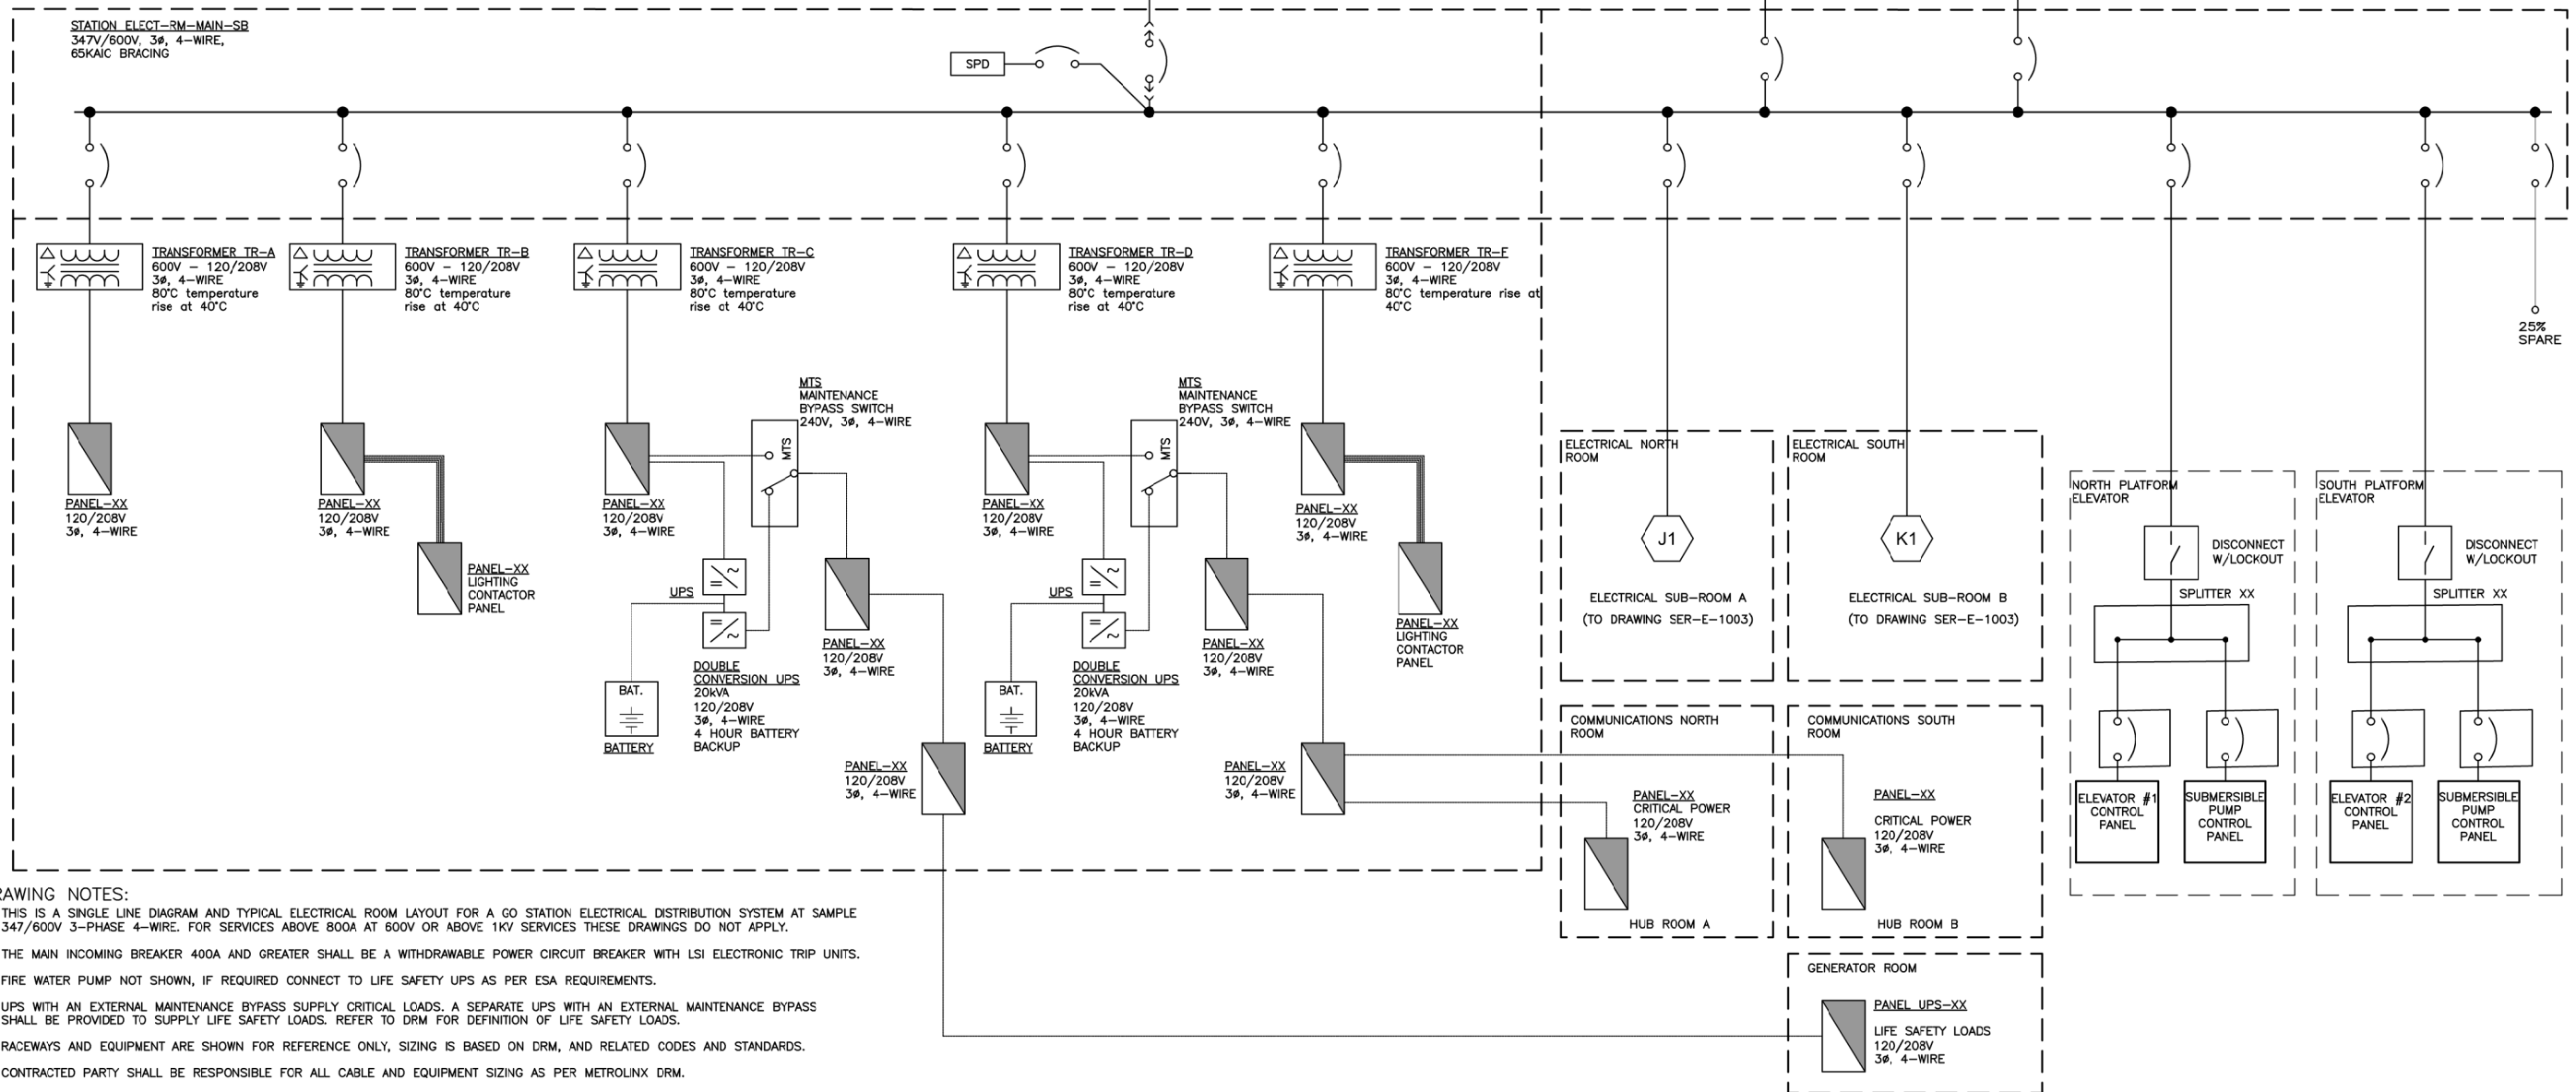 STATION ELECT-RM-MAIN-SB
347V/600V, 3ø, 4-WIRE,
65KAIC BRACING
SPD
TRANSFORMER TR-A
600V - 120/208V
3ø, 4-WIRE
80°C temperature
rise at 40°C
TRANSFORMER TR-B
600V - 120/208V
3ø, 4-WIRE
80°C temperature
rise at 40°C
TRANSFORMER TR-C
600V - 120/208V
3ø, 4-WIRE
80°C temperature
rise at 40°C
TRANSFORMER TR-D
600V - 120/208V
3ø, 4-WIRE
80°C temperature
rise at 40°C
TRANSFORMER TR-F
600V - 120/208V
3ø, 4-WIRE
80°C temperature rise at
40°C
25%
SPARE
PANEL-XX
120/208V
3ø, 4-WIRE
PANEL-XX
120/208V
3ø, 4-WIRE
PANEL-XX
LIGHTING
CONTACTOR
PANEL
PANEL-XX
120/208V
3ø, 4-WIRE
MTS
MAINTENANCE
BYPASS SWITCH
240V, 3ø, 4-WIRE
MTS
UPS
DOUBLE
CONVERSION UPS
20kVA
120/208V
3ø, 4-WIRE
4 HOUR BATTERY
BACKUP
BAT.
BATTERY
PANEL-XX
120/208V
3ø, 4-WIRE
PANEL-XX
120/208V
3ø, 4-WIRE
PANEL-XX
120/208V
3ø, 4-WIRE
MTS
MAINTENANCE
BYPASS SWITCH
240V, 3ø, 4-WIRE
MTS
UPS
DOUBLE
CONVERSION UPS
20kVA
120/208V
3ø, 4-WIRE
4 HOUR BATTERY
BACKUP
BAT.
BATTERY
PANEL-XX
120/208V
3ø, 4-WIRE
PANEL-XX
120/208V
3ø, 4-WIRE
PANEL-XX
120/208V
3ø, 4-WIRE
PANEL-XX
LIGHTING
CONTACTOR
PANEL
ELECTRICAL NORTH
ROOM
J1
ELECTRICAL SUB-ROOM A
(TO DRAWING SER-E-1003)
ELECTRICAL SOUTH
ROOM
K1
ELECTRICAL SUB-ROOM B
(TO DRAWING SER-E-1003)
COMMUNICATIONS NORTH
ROOM
PANEL-XX
CRITICAL POWER
120/208V
3ø, 4-WIRE
HUB ROOM A
COMMUNICATIONS SOUTH
ROOM
PANEL-XX
CRITICAL POWER
120/208V
3ø, 4-WIRE
HUB ROOM B
GENERATOR ROOM
PANEL UPS-XX
LIFE SAFETY LOADS
120/208V
3ø, 4-WIRE
NORTH PLATFORM
ELEVATOR
DISCONNECT
W/LOCKOUT
SPLITTER XX
ELEVATOR #1
CONTROL
PANEL
SUBMERSIBLE
PUMP
CONTROL
PANEL
SOUTH PLATFORM
ELEVATOR
DISCONNECT
W/LOCKOUT
SPLITTER XX
ELEVATOR #2
CONTROL
PANEL
SUBMERSIBLE
PUMP
CONTROL
PANEL
RAWING NOTES:
THIS IS A SINGLE LINE DIAGRAM AND TYPICAL ELECTRICAL ROOM LAYOUT FOR A GO STATION ELECTRICAL DISTRIBUTION SYSTEM AT SAMPLE
347/600V 3-PHASE 4-WIRE. FOR SERVICES ABOVE 800A AT 600V OR ABOVE 1KV SERVICES THESE DRAWINGS DO NOT APPLY.
THE MAIN INCOMING BREAKER 400A AND GREATER SHALL BE A WITHDRAWABLE POWER CIRCUIT BREAKER WITH LSI ELECTRONIC TRIP UNITS.
FIRE WATER PUMP NOT SHOWN, IF REQUIRED CONNECT TO LIFE SAFETY UPS AS PER ESA REQUIREMENTS.
UPS WITH AN EXTERNAL MAINTENANCE BYPASS SUPPLY CRITICAL LOADS. A SEPARATE UPS WITH AN EXTERNAL MAINTENANCE BYPASS
SHALL BE PROVIDED TO SUPPLY LIFE SAFETY LOADS. REFER TO DRM FOR DEFINITION OF LIFE SAFETY LOADS.
RACEWAYS AND EQUIPMENT ARE SHOWN FOR REFERENCE ONLY, SIZING IS BASED ON DRM, AND RELATED CODES AND STANDARDS.
CONTRACTED PARTY SHALL BE RESPONSIBLE FOR ALL CABLE AND EQUIPMENT SIZING AS PER METROLINX DRM.